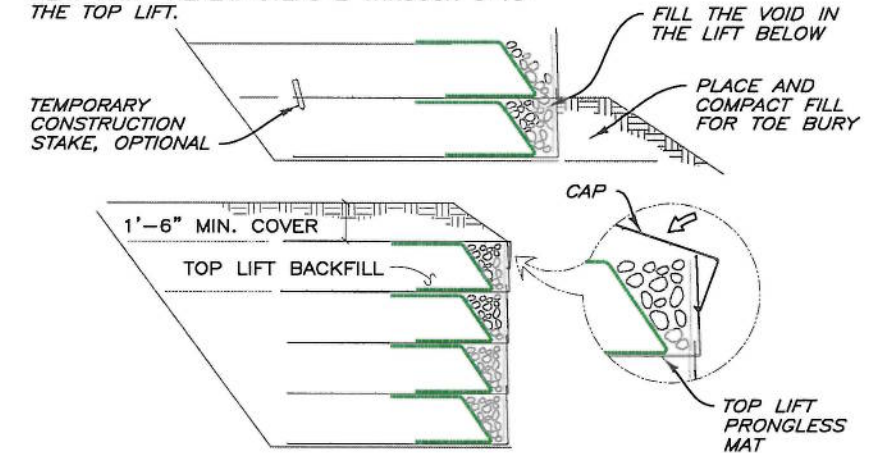 THE TOP LIFT.
FILL THE VOID IN
THE LIFT BELOW
TEMPORARY
CONSTRUCTION
STAKE, OPTIONAL
PLACE AND
COMPACT FILL
FOR TOE BURY
CAP
1'-6" MIN. COVER
TOP LIFT BACKFILL
TOP LIFT
PRONGLESS
MAT